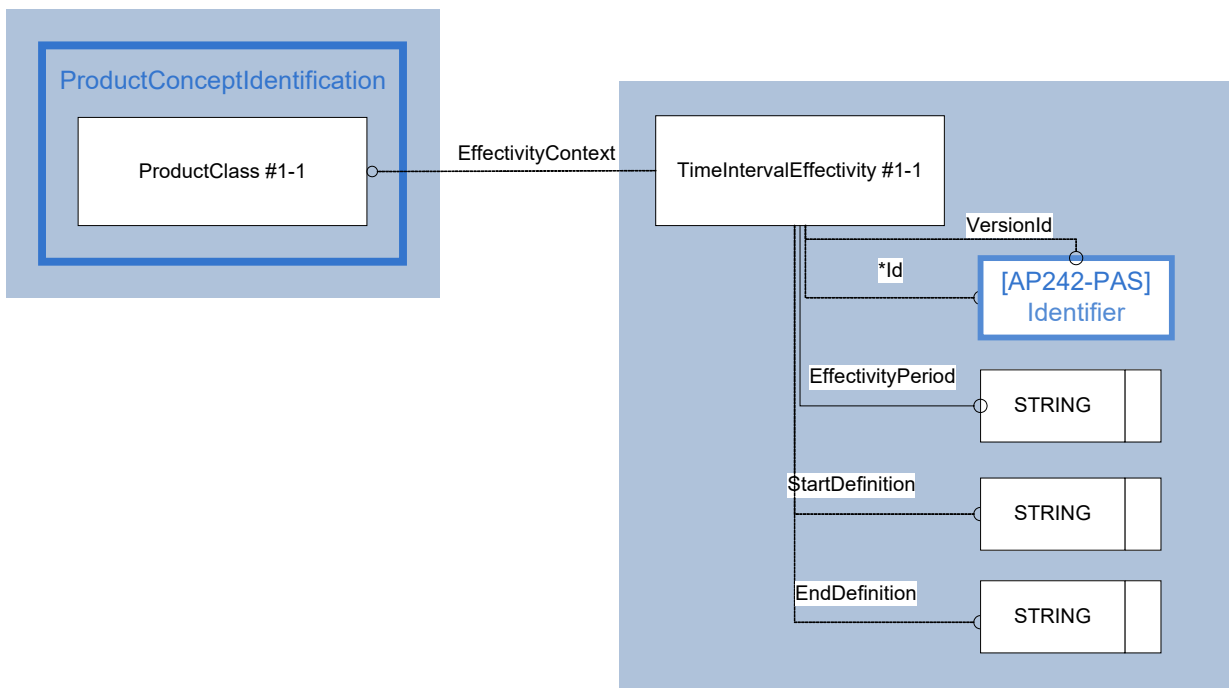 ProductConceptIdentification
ProductClass #1-1
EffectivityContext
TimeIntervalEffectivity #1-1
VersionId
*Id
[AP242-PAS]
Identifier
EffectivityPeriod
STRING
StartDefinition
STRING
EndDefinition
STRING